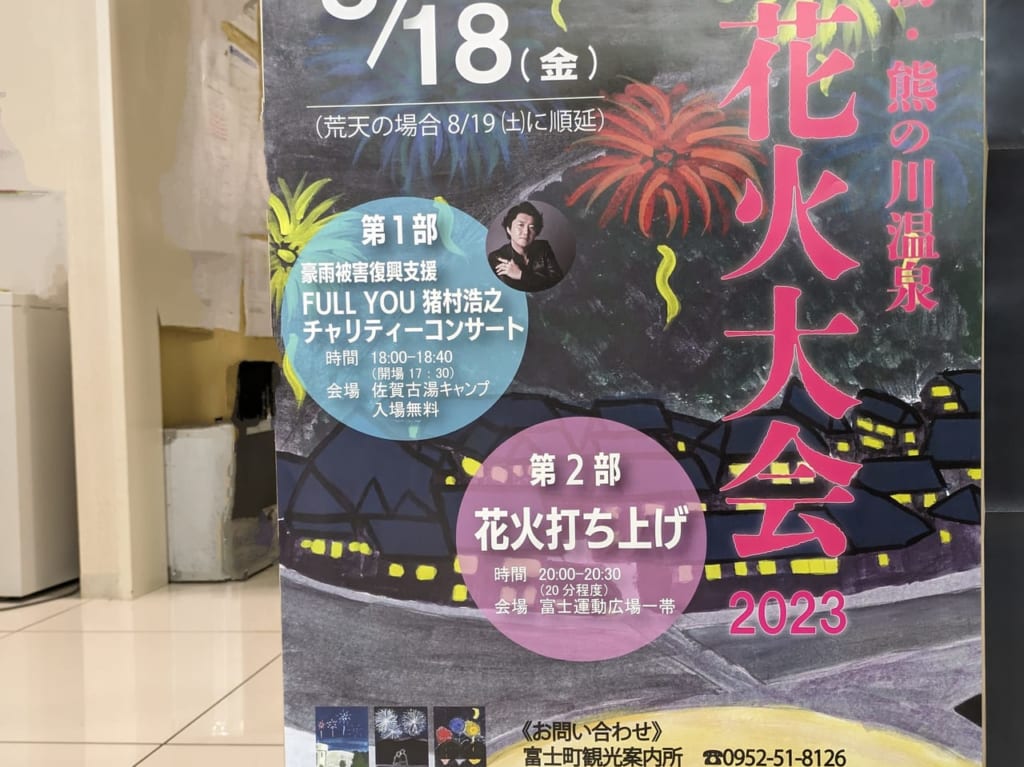 /18(金)
(荒天の場合 8/19㈯に順延)
・熊の川温泉
花火大会
2023
第1部
豪雨被害復興支援
FULL YOU 猪村浩之
チャリティーコンサート
時間 18:00-18:40
(開場 17:30)
会場 佐賀古湯キャンプ
入場無料
第2部
花火打ち上げ
時間 20:00-20:30
(20分程度)
会場 富士運動広場一帯
《お問い合わせ》
富士町観光案内所 ☎0952-51-8126